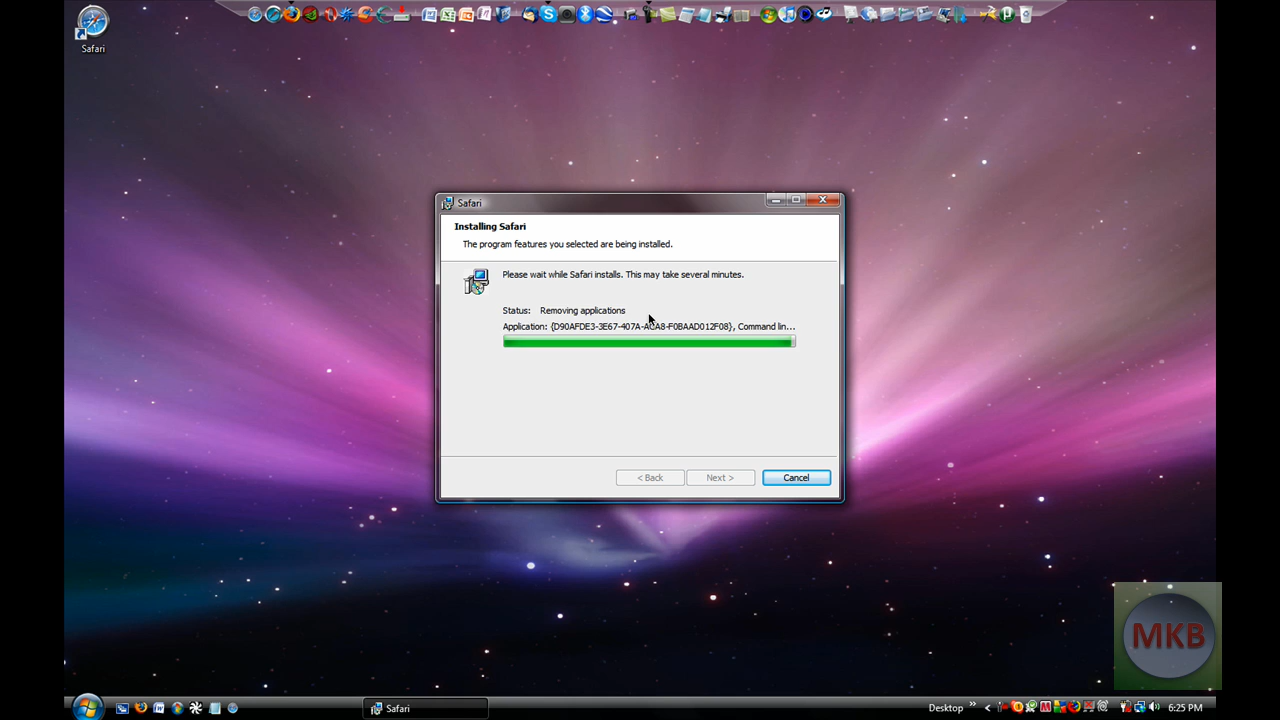 Safari
Safari
Installing Safari
The program features you selected are being installed.
Please wait while Safari installs. This may take several minutes.
Status: Removing applications
Application: {D90AFDE3-3E67-407A-ACA8-F0BAAD012F08}, Command lin...
< Back
Next >
Cancel
MKB
Safari
Desktop
6:25 PM